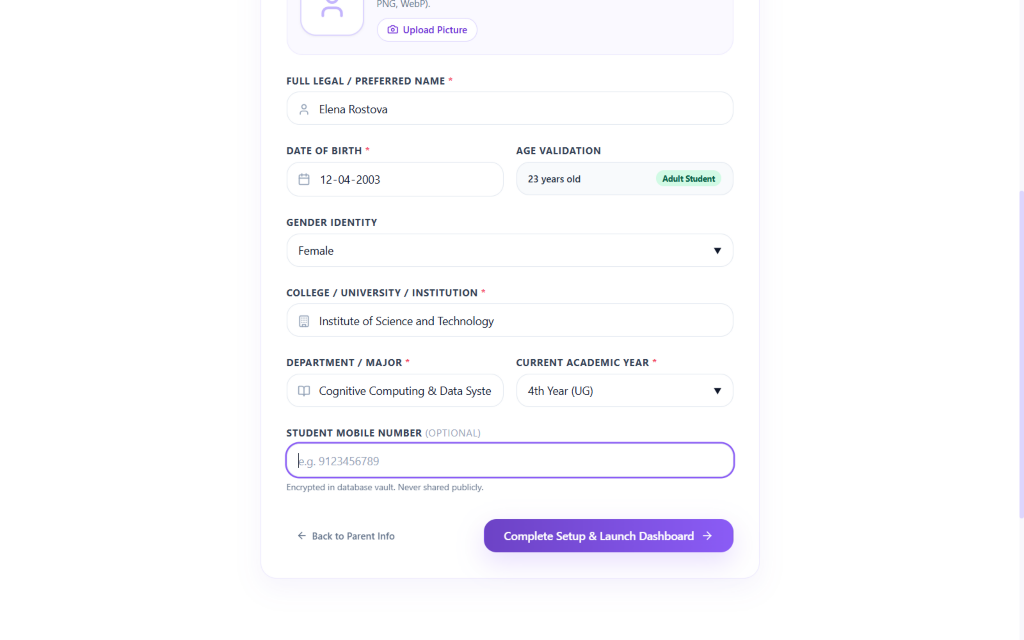 PNG, WebP).
Upload Picture
FULL LEGAL / PREFERRED NAME *
Elena Rostova
DATE OF BIRTH *
AGE VALIDATION
12-04-2003
23 years old
Adult Student
GENDER IDENTITY
Female
COLLEGE / UNIVERSITY / INSTITUTION *
Institute of Science and Technology
DEPARTMENT / MAJOR *
CURRENT ACADEMIC YEAR *
Cognitive Computing & Data Syste
4th Year (UG)
STUDENT MOBILE NUMBER (OPTIONAL)
e.g. 9123456789
Encrypted in database vault. Never shared publicly.
← Back to Parent Info
Complete Setup & Launch Dashboard →